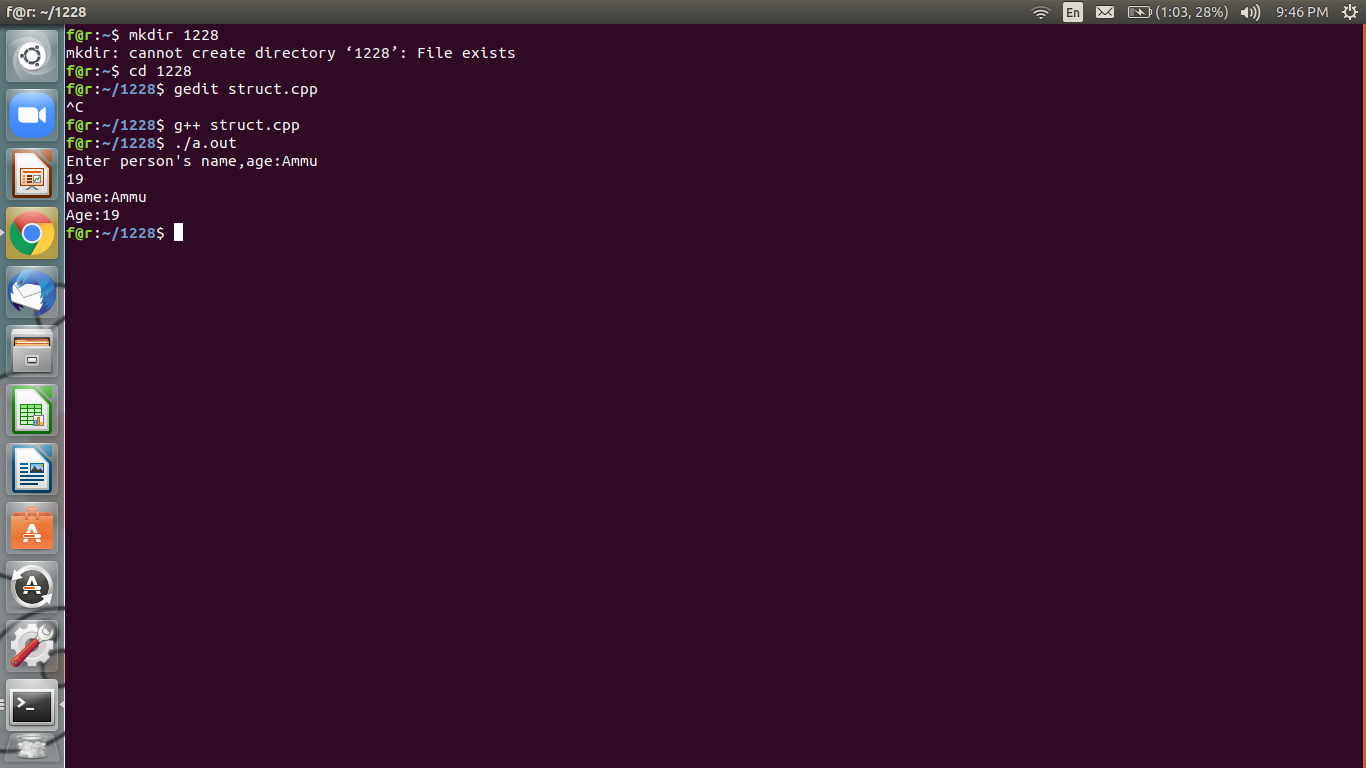 f@r: ~/1228
En
(1:03, 28%)
9:46 PM
f@r:~$ mkdir 1228
mkdir: cannot create directory ‘1228’: File exists
f@r:~$ cd 1228
f@r:~/1228$ gedit struct.cpp
^C
f@r:~/1228$ g++ struct.cpp
f@r:~/1228$ ./a.out
Enter person's name,age:Ammu
19
Name:Ammu
Age:19
f@r:~/1228$